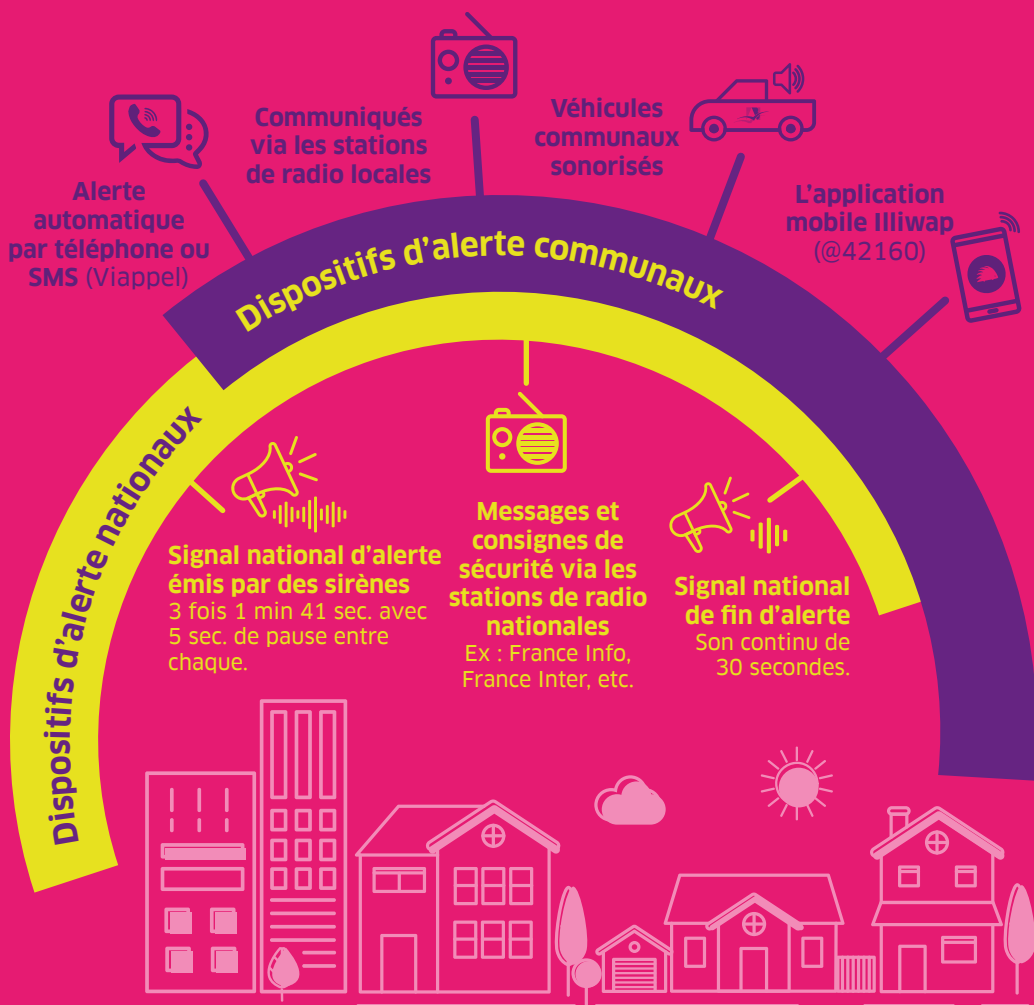 Communiqués
via les stations
de radio locales
Véhicules
communaux
sonorisés
Alerte
automatique
par téléphone ou
SMS (Viappel)
L'application
mobile Illiwap
(@42160)
Dispositifs d'alerte communaux
Dispositifs d'alerte nationaux
Signal national d'alerte
émis par des sirènes
3 fois 1 min 41 sec. avec
5 sec. de pause entre
chaque.
Messages et
consignes de
sécurité via les
stations de radio
nationales
Ex : France Info,
France Inter, etc.
Signal national
de fin d'alerte
Son continu de
30 secondes.